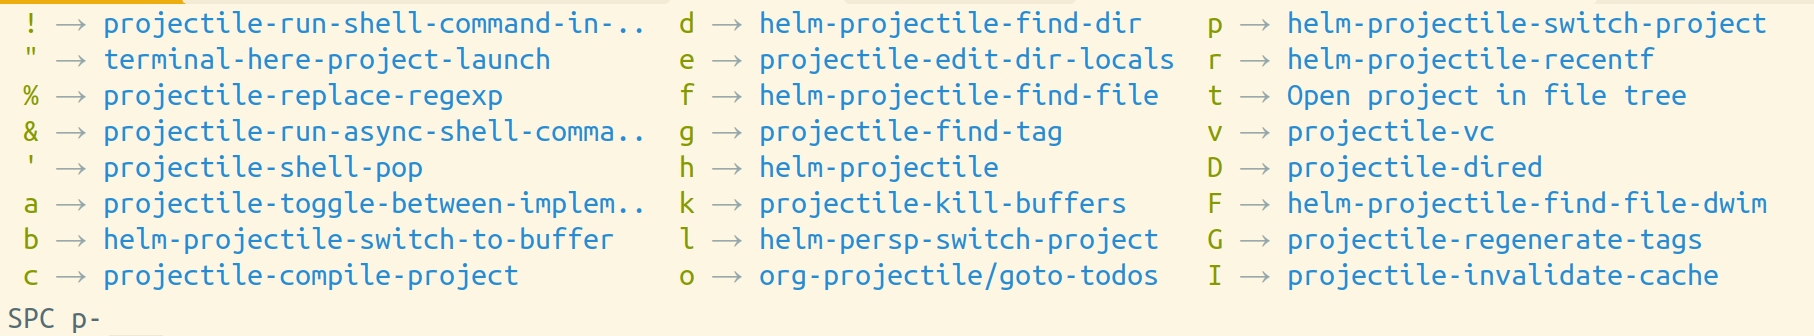 ! → projectile-run-shell-command-in-.. d → helm-projectile-find-dir p → helm-projectile-switch-project
" → terminal-here-project-launch e → projectile-edit-dir-locals r → helm-projectile-recentf
% → projectile-replace-regexp f → helm-projectile-find-file t → Open project in file tree
& → projectile-run-async-shell-comma.. g → projectile-find-tag v → projectile-vc
' → projectile-shell-pop h → helm-projectile D → projectile-dired
a → projectile-toggle-between-implem.. k → projectile-kill-buffers F → helm-projectile-find-file-dwim
b → helm-projectile-switch-to-buffer l → helm-persp-switch-project G → projectile-regenerate-tags
c → projectile-compile-project o → org-projectile/goto-todos I → projectile-invalidate-cache
SPC p-